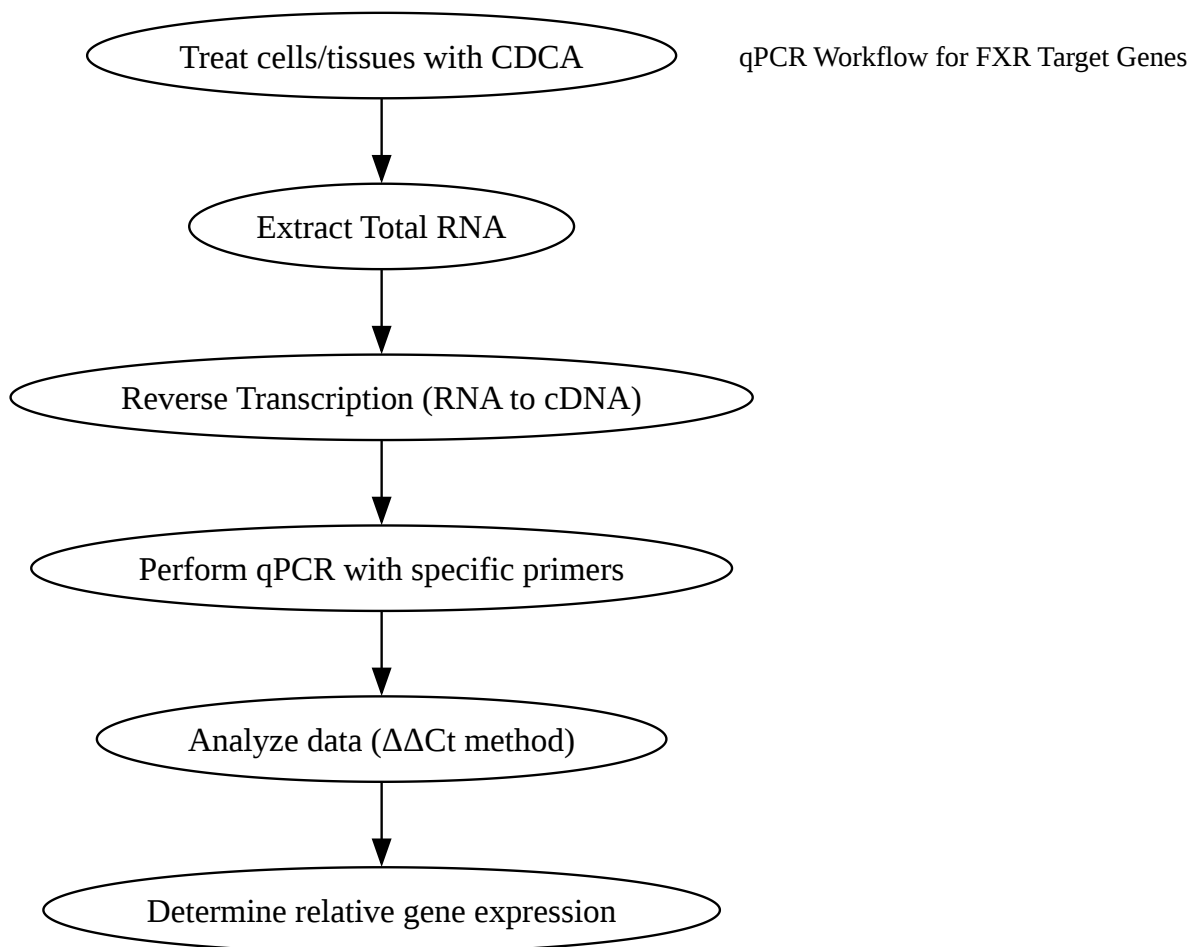 Treat cells/tissues with CDCA
qPCR Workflow for FXR Target Genes
Extract Total RNA
Reverse Transcription (RNA to cDNA)
Perform qPCR with specific primers
Analyze data (ΔΔCt method)
Determine relative gene expression